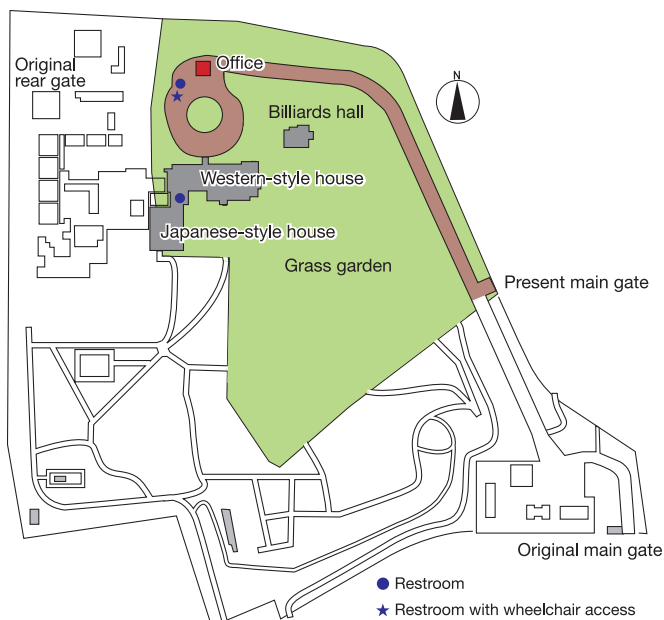 Original
rear gate
Office
N
Billiards hall
Western-style house
Japanese-style house
Grass garden
Present main gate
Original main gate
Restroom
Restroom with wheelchair access